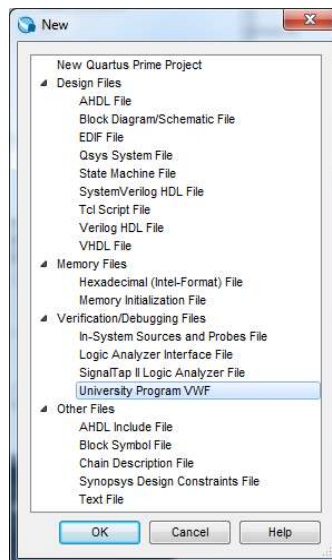 New
New Quartus Prime Project
Design Files
AHDL File
Block Diagram/Schematic File
EDIF File
Qsys System File
State Machine File
SystemVerilog HDL File
Tcl Script File
Verilog HDL File
VHDL File
Memory Files
Hexadecimal (Intel-Format) File
Memory Initialization File
Verification/Debugging Files
In-System Sources and Probes File
Logic Analyzer Interface File
SignalTap II Logic Analyzer File
University Program VWF
Other Files
AHDL Include File
Block Symbol File
Chain Description File
Synopsys Design Constraints File
Text File
OK Cancel Help